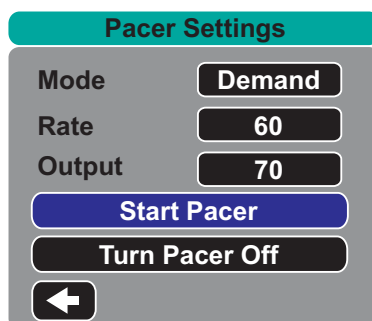 Pacer Settings
Mode Demand
Rate 60
Output 70
Start Pacer
Turn Pacer Off